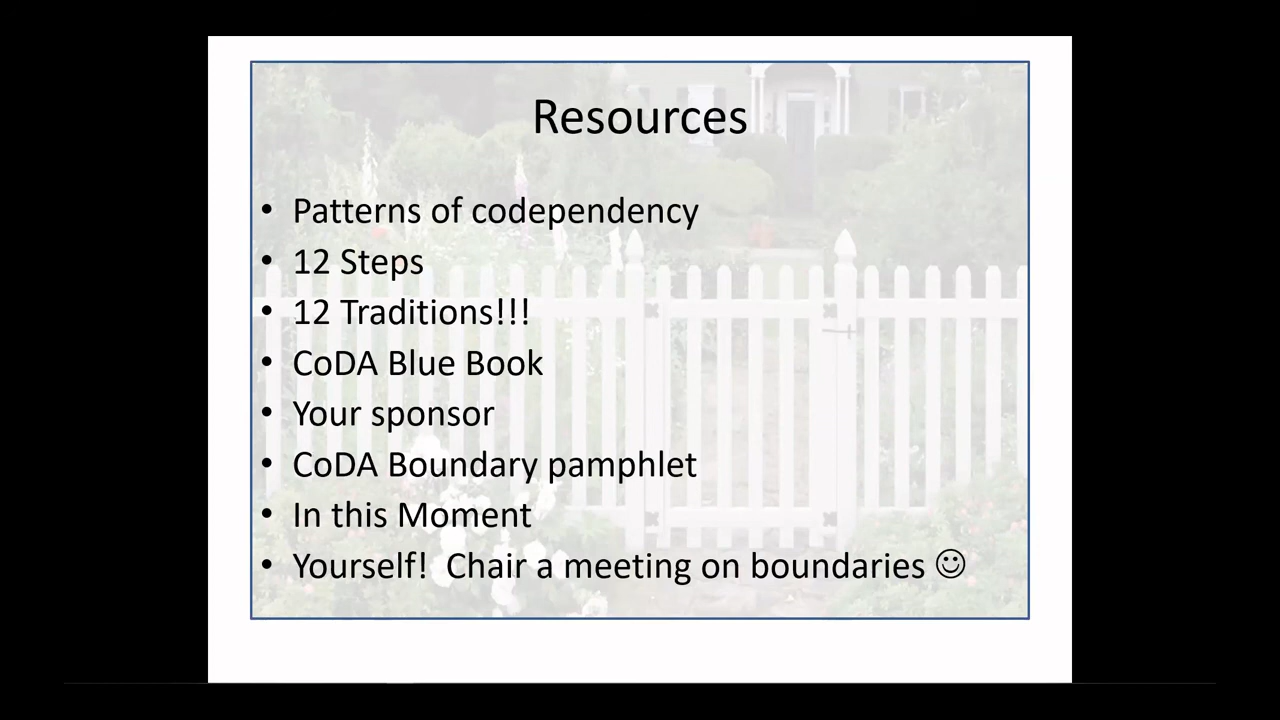 Resources
• Patterns of codependency
• 12 Steps
• 12 Traditions!!!
• CoDA Blue Book
• Your sponsor
• CoDA Boundary pamphlet
• In this Moment
• Yourself!  Chair a meeting on boundaries ☺